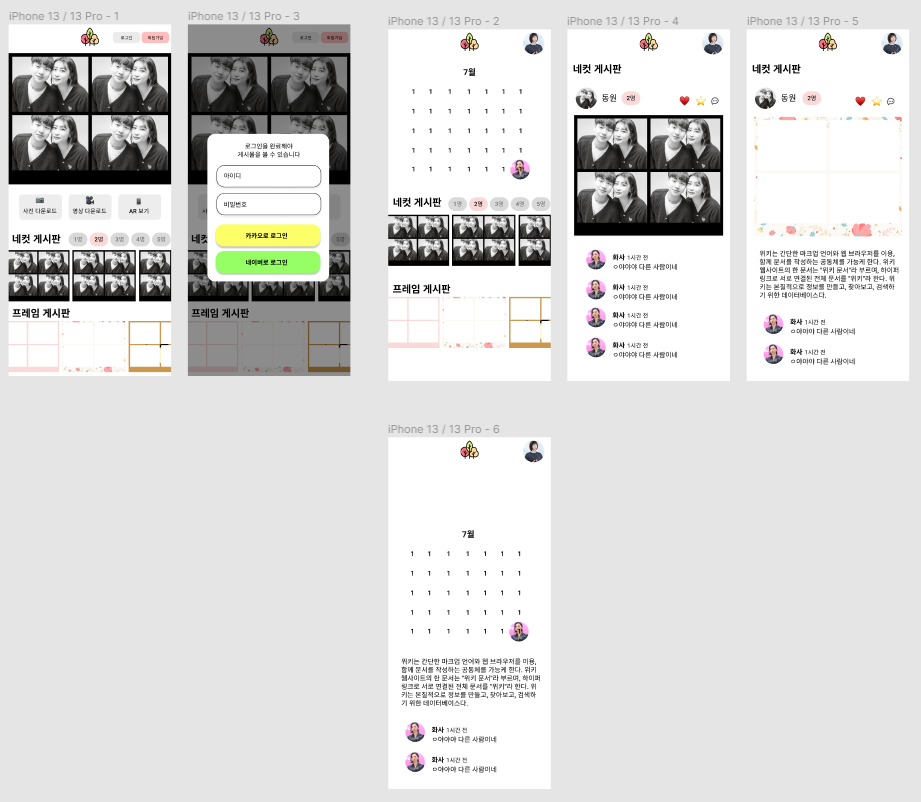 iPhone 13 / 13 Pro - 1
로그인
회원가입
사진 다운로드
영상 다운로드
AR 보기
네컷 게시판
1명
2명
3명
4명
5명
프레임 게시판
iPhone 13 / 13 Pro - 3
로그인
회원가입
로그인을 완료해야
게시물을 볼 수 있습니다
아이디
비밀번호
카카오로 로그인
네이버로 로그인
iPhone 13 / 13 Pro - 2
7월
1 1 1 1 1 1 1
1 1 1 1 1 1 1
1 1 1 1 1 1 1
1 1 1 1 1 1 1
1 1 1 1 1 1
네컷 게시판
1명
2명
3명
4명
5명
프레임 게시판
iPhone 13 / 13 Pro - 4
네컷 게시판
동원
2명
화사 1시간 전
ㅇ야야야 다른 사람이네
화사 1시간 전
ㅇ야야야 다른 사람이네
화사 1시간 전
ㅇ야야야 다른 사람이네
화사 1시간 전
ㅇ야야야 다른 사람이네
iPhone 13 / 13 Pro - 5
네컷 게시판
동원
2명
위키는 간단한 마크업 언어와 웹 브라우저를 이용,
함께 문서를 작성하는 공동체를 가능케 한다. 위키
웹사이트의 한 문서는 "위키 문서"라 부르며, 하이퍼
링크로 서로 연결된 전체 문서를 "위키"라 한다. 위
키는 본질적으로 정보를 만들고, 찾아보고, 검색하
기 위한 데이터베이스다.
화사 1시간 전
ㅇ야야야 다른 사람이네
화사 1시간 전
ㅇ야야야 다른 사람이네
iPhone 13 / 13 Pro - 6
7월
1 1 1 1 1 1 1
1 1 1 1 1 1 1
1 1 1 1 1 1 1
1 1 1 1 1 1 1
1 1 1 1 1 1
위키는 간단한 마크업 언어와 웹 브라우저를 이용,
함께 문서를 작성하는 공동체를 가능케 한다. 위키
웹사이트의 한 문서는 "위키 문서"라 부르며, 하이퍼
링크로 서로 연결된 전체 문서를 "위키"라 한다. 위
키는 본질적으로 정보를 만들고, 찾아보고, 검색하
기 위한 데이터베이스다.
화사 1시간 전
ㅇ야야야 다른 사람이네
화사 1시간 전
ㅇ야야야 다른 사람이네